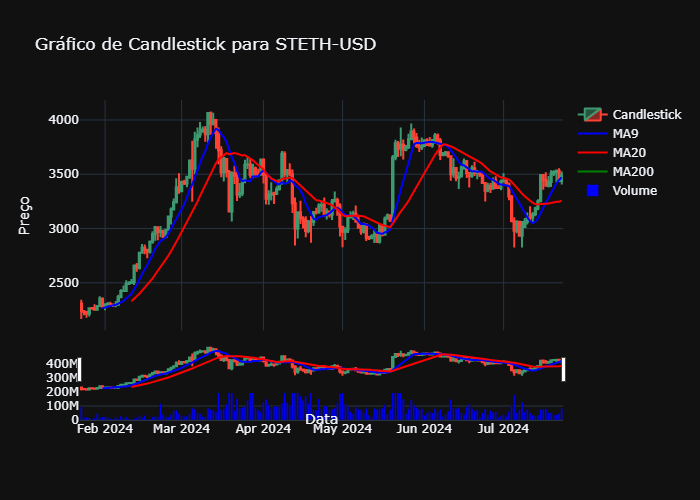 Gráfico de Candlestick para STETH-USD
Candlestick
MA9
MA20
MA200
Volume
4000
3500
3000
2500
Preço
400M
300M
200M
100M
0
Feb 2024 Mar 2024 Apr 2024 May 2024 Jun 2024 Jul 2024
Data